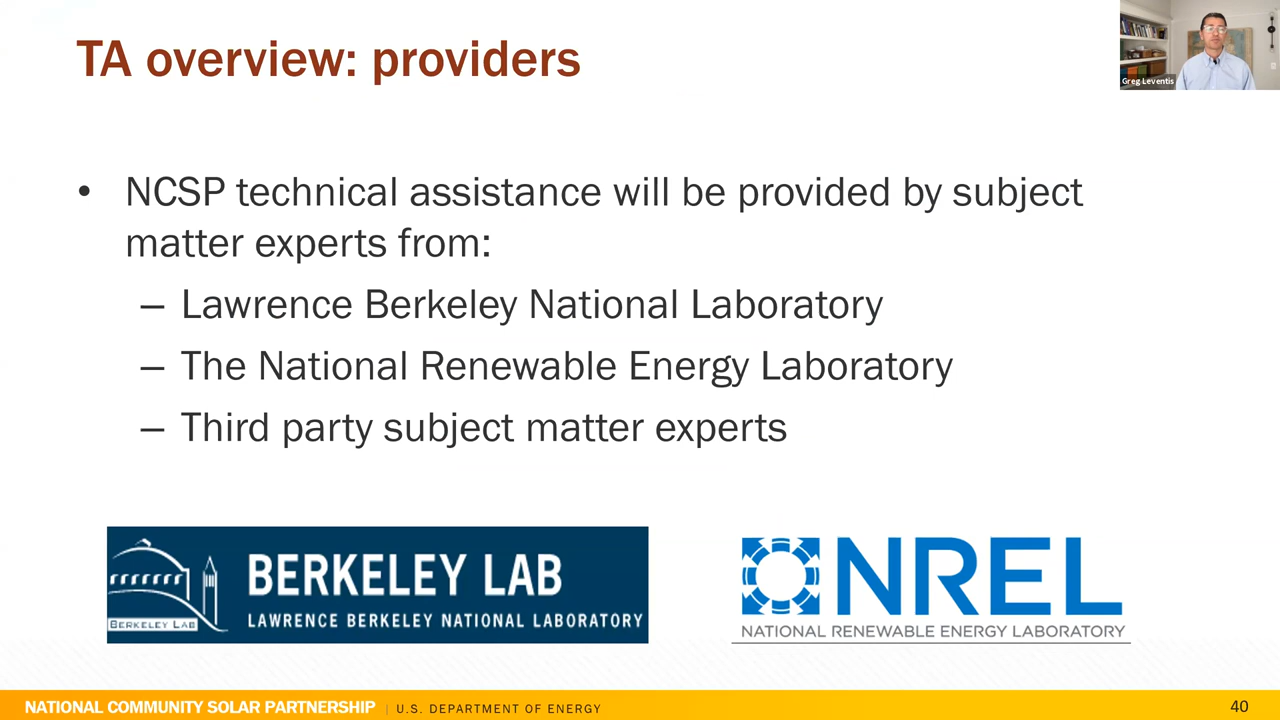 TA overview: providers
Greg Leventis
• NCSP technical assistance will be provided by subject
matter experts from:
– Lawrence Berkeley National Laboratory
– The National Renewable Energy Laboratory
– Third party subject matter experts
BERKELEY LAB
BERKELEY LAB
LAWRENCE BERKELEY NATIONAL LABORATORY
NREL
NATIONAL RENEWABLE ENERGY LABORATORY
NATIONAL COMMUNITY SOLAR PARTNERSHIP | U.S. DEPARTMENT OF ENERGY
40